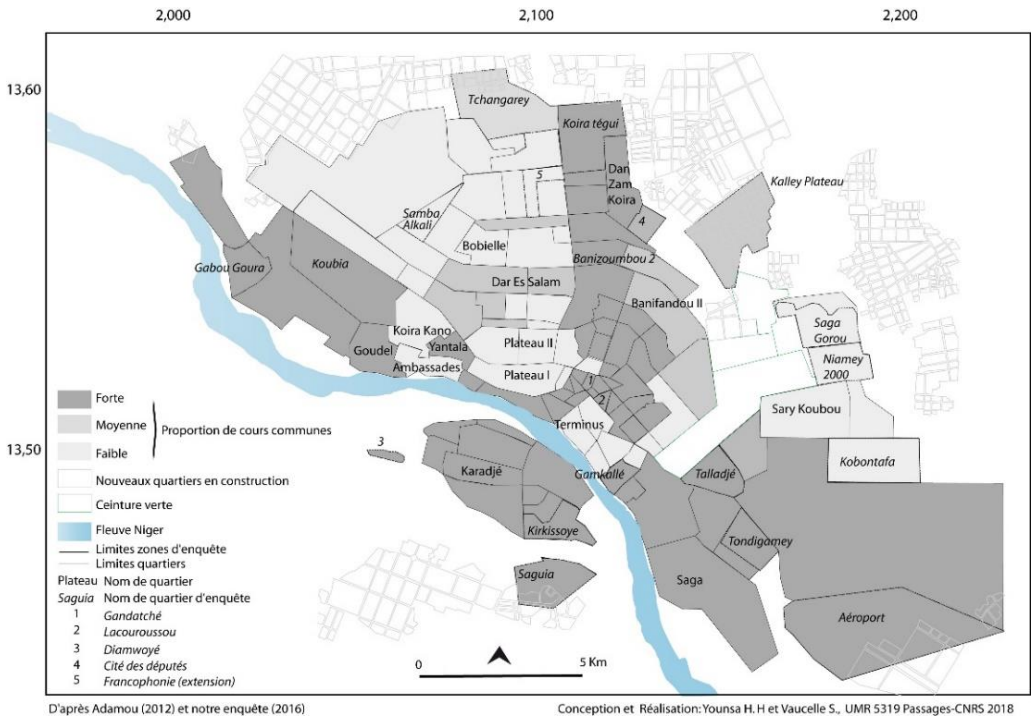 2,000 2,100 2,200
13,60
13,50
Tchangarey
Koira tégui
Dan
Zam
Koira
Kalley Plateau
5
4
Samba
Alkali
Bobielle
Banizoumbou 2
Gabou Goura
Koubia
Dar Es Salam
Banifandou II
Koira Kano
Yantala
Goudel
Ambassades
Plateau II
Plateau I
Saga
Gorou
Niamey
2000
1
2
Terminus
Sary Koubou
Kobontafa
3
Karadjé
Gamkallé
Talladjé
Kirkissoye
Tondigamey
Saguia
Saga
Aéroport
Forte
Moyenne
Faible
Proportion de cours communes
Nouveaux quartiers en construction
Ceinture verte
Fleuve Niger
Limites zones d'enquête
Limites quartiers
Plateau Nom de quartier
Saguia Nom de quartier d'enquête
1 Gandatché
2 Lacouroussou
3 Diamwayé
4 Cité des députés
5 Francophonie (extension)
0 5 Km
D'après Adamou (2012) et notre enquête (2016)
Conception et Réalisation: Younsa H. H et Vaucelle S., UMR 5319 Passages-CNRS 2018